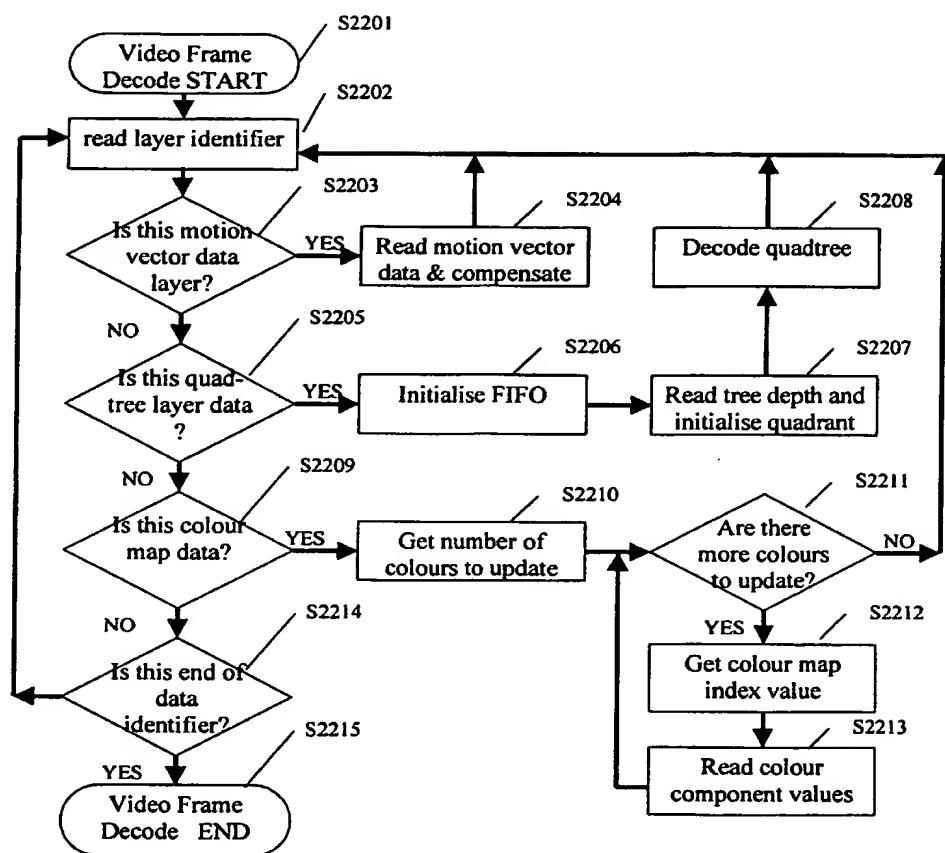 S2201
Video Frame
Decode START
S2202
read layer identifier
S2203
Is this motion
vector data
layer?
YES
S2204
Read motion vector
data & compensate
S2208
Decode quadtree
NO
S2205
Is this quad-
tree layer data
?
YES
S2206
Initialise FIFO
S2207
Read tree depth and
initialise quadrant
NO
S2209
Is this colour
map data?
YES
S2210
Get number of
colours to update
S2211
Are there
more colours
to update?
NO
YES
S2212
Get colour map
index value
S2213
Read colour
component values
NO
S2214
Is this end of
data
identifier?
YES
S2215
Video Frame
Decode END